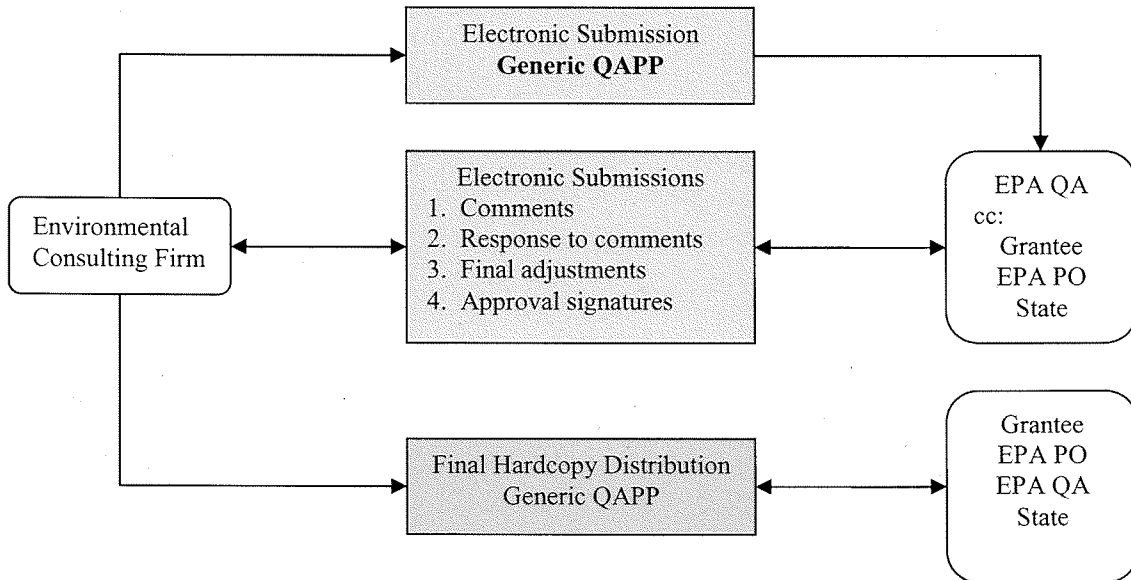 Electronic Submission
Generic QAPP
Environmental
Consulting Firm
Electronic Submissions
1. Comments
2. Response to comments
3. Final adjustments
4. Approval signatures
EPA QA
cc:
Grantee
EPA PO
State
Final Hardcopy Distribution
Generic QAPP
Grantee
EPA PO
EPA QA
State